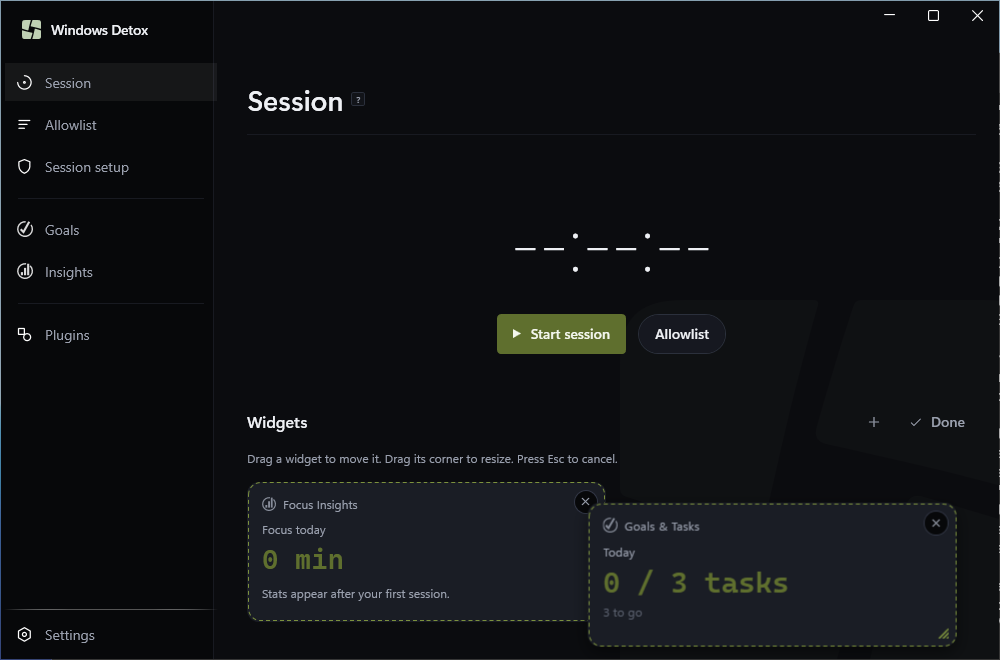 Windows Detox
Session
Allowlist
Session setup
Goals
Insights
Plugins
Settings
Session ?
--:--:--
Start session
Allowlist
Widgets
Done
Drag a widget to move it. Drag its corner to resize. Press Esc to cancel.
Focus Insights
Focus today
0 min
Stats appear after your first session.
Goals & Tasks
Today
0 / 3 tasks
3 to go